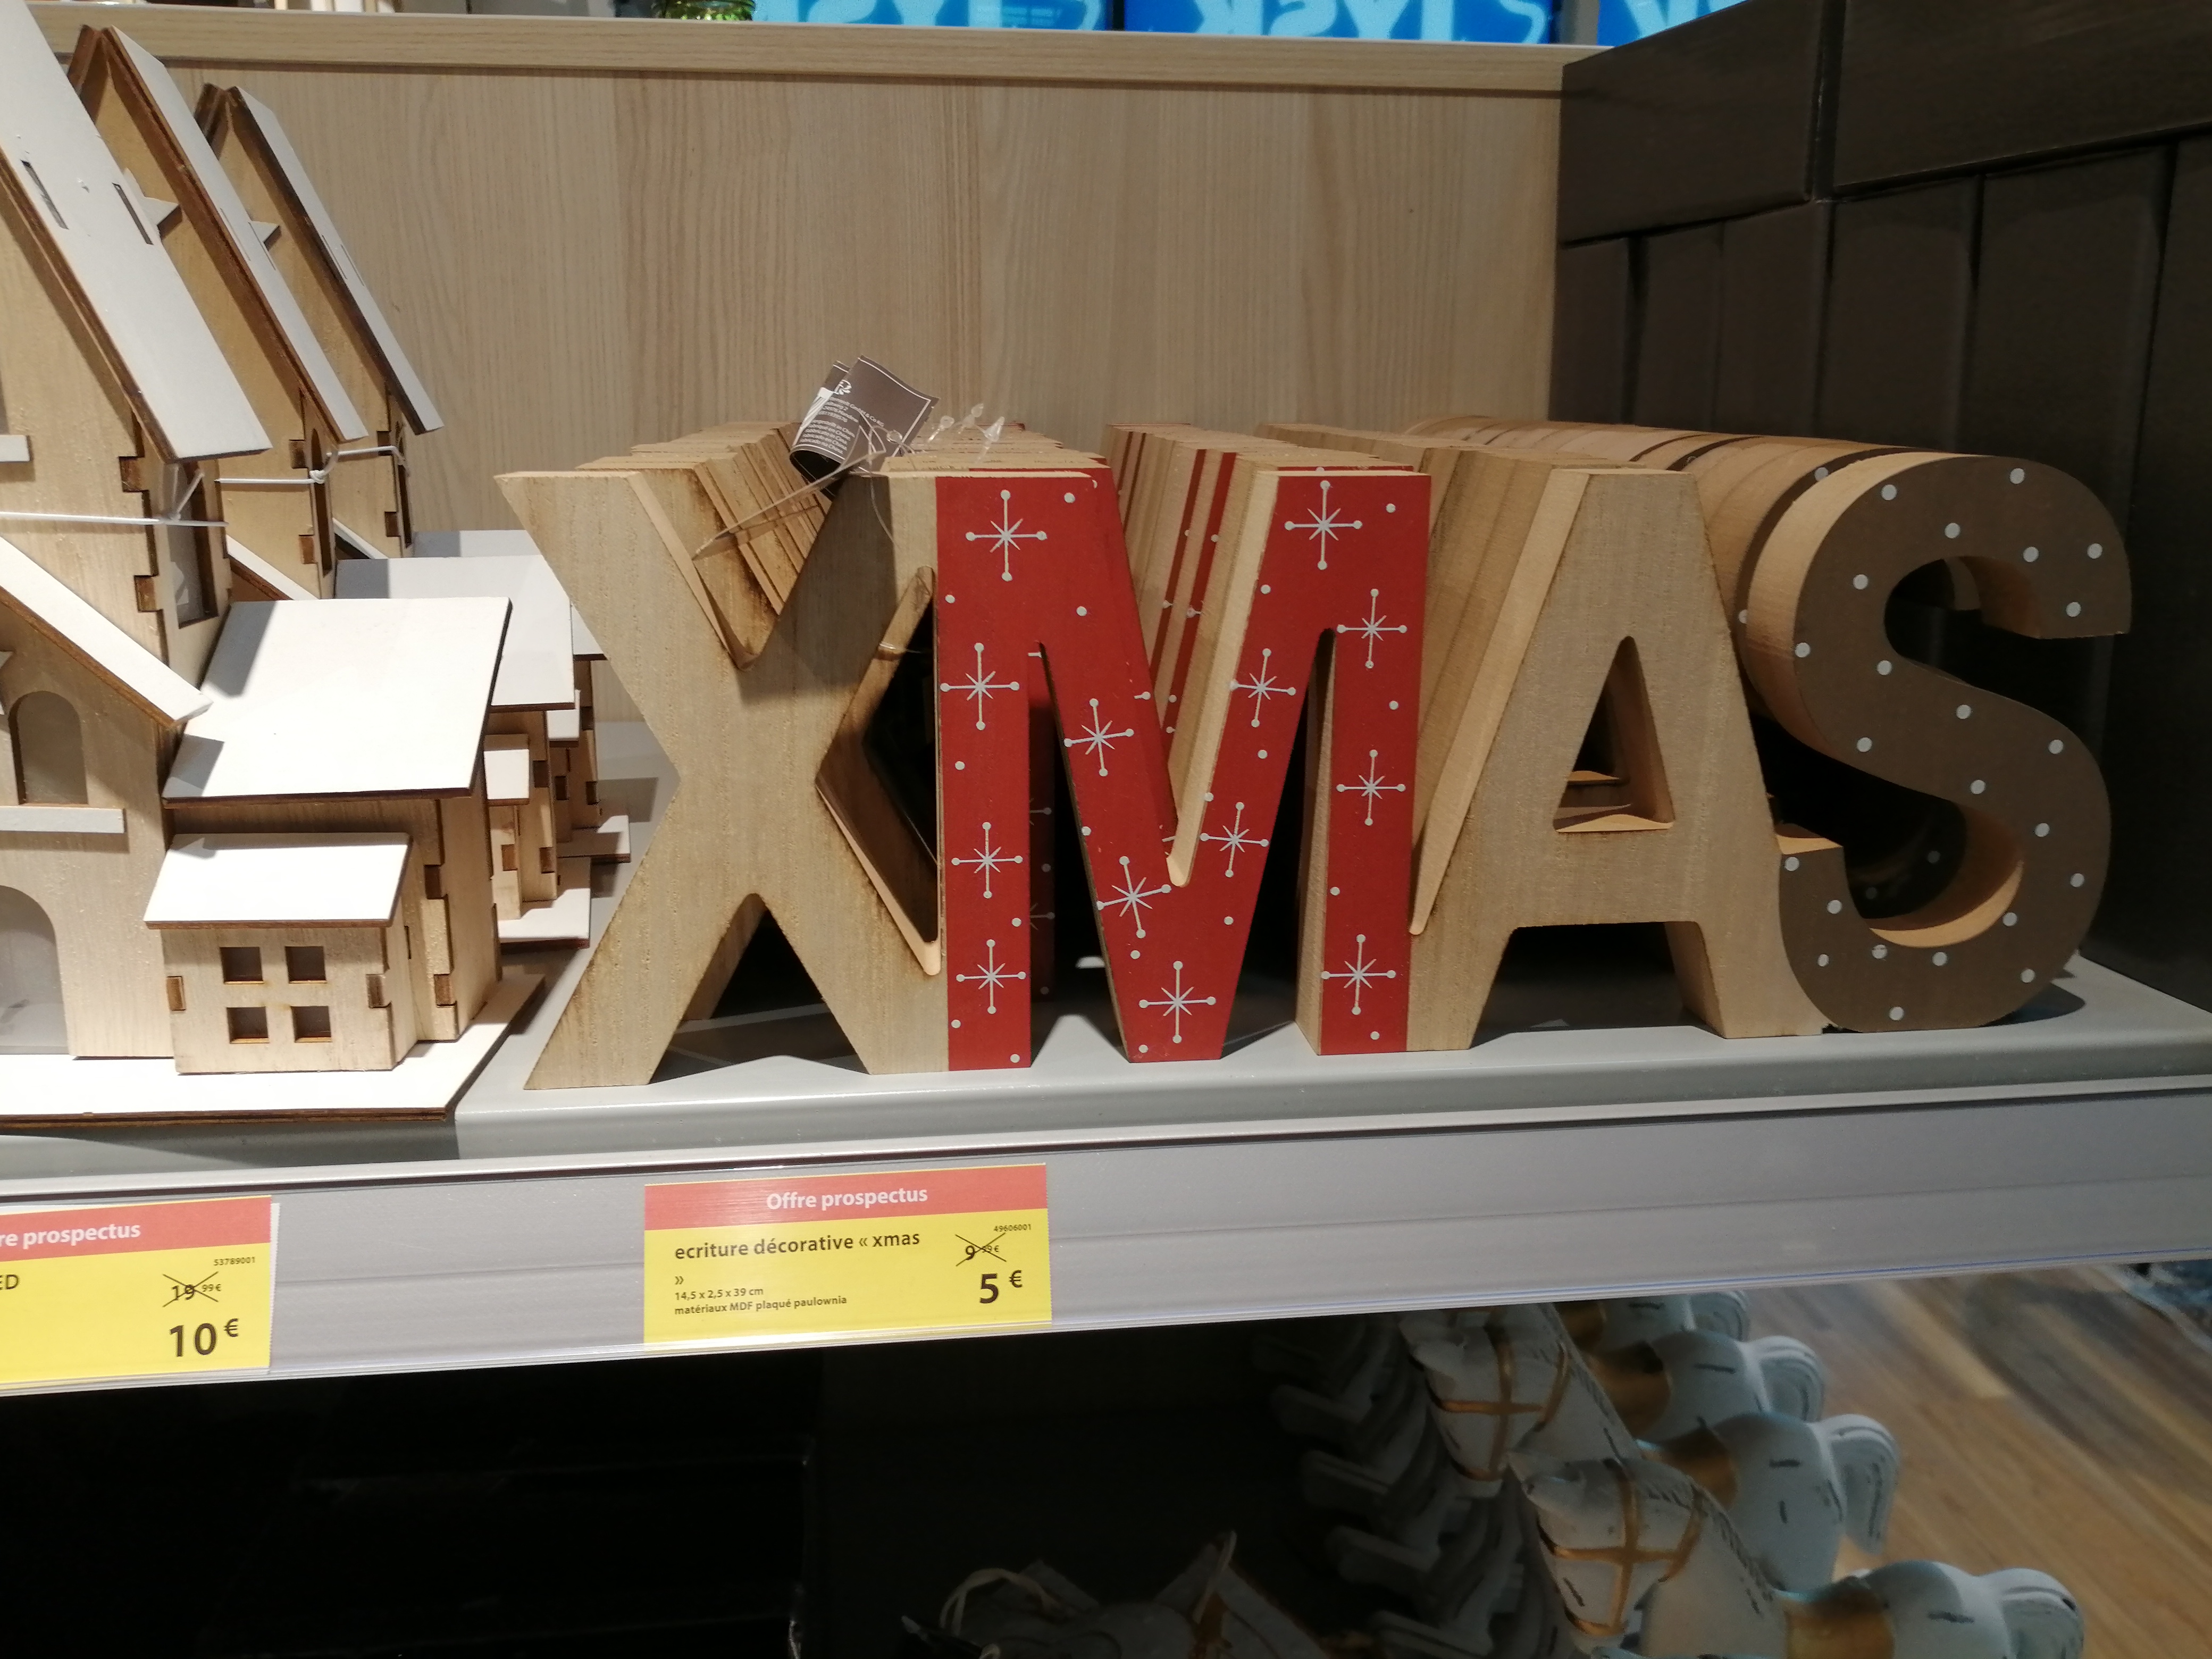 XMAS
re prospectus
53789001
ED
19.99€
10 €
Offre prospectus
49606001
ecriture décorative « xmas
»
9.99€
14,5 x 2,5 x 39 cm
matériaux MDF plaqué paulownia
5 €